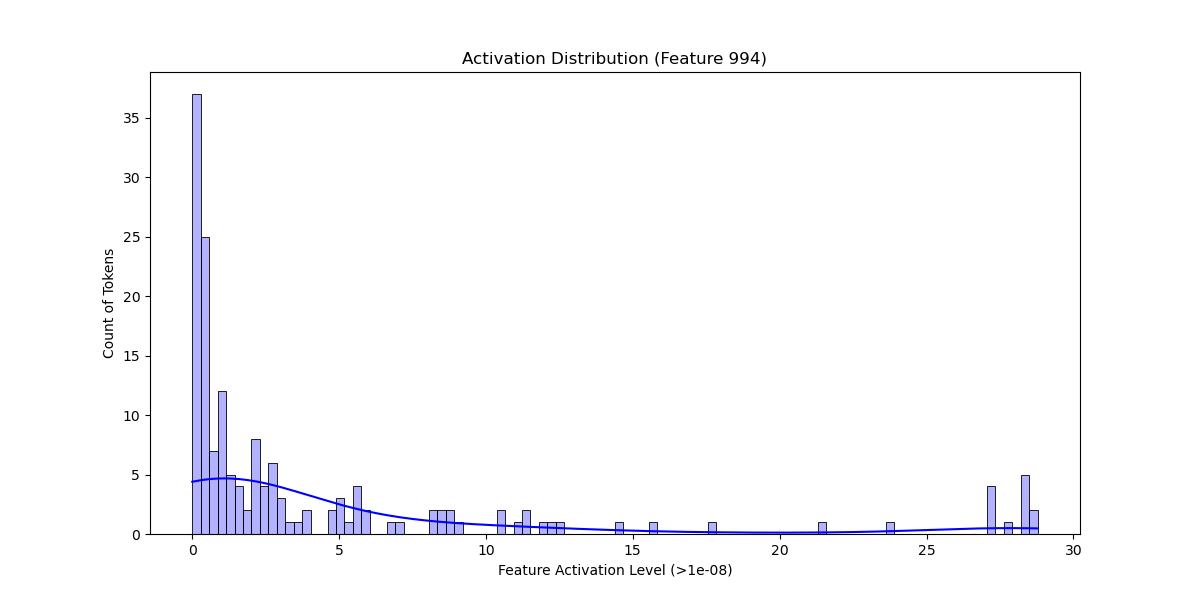 Activation Distribution (Feature 994)
Count of Tokens
35
30
25
20
15
10
5
0
0 5 10 15 20 25 30
Feature Activation Level (>1e-08)